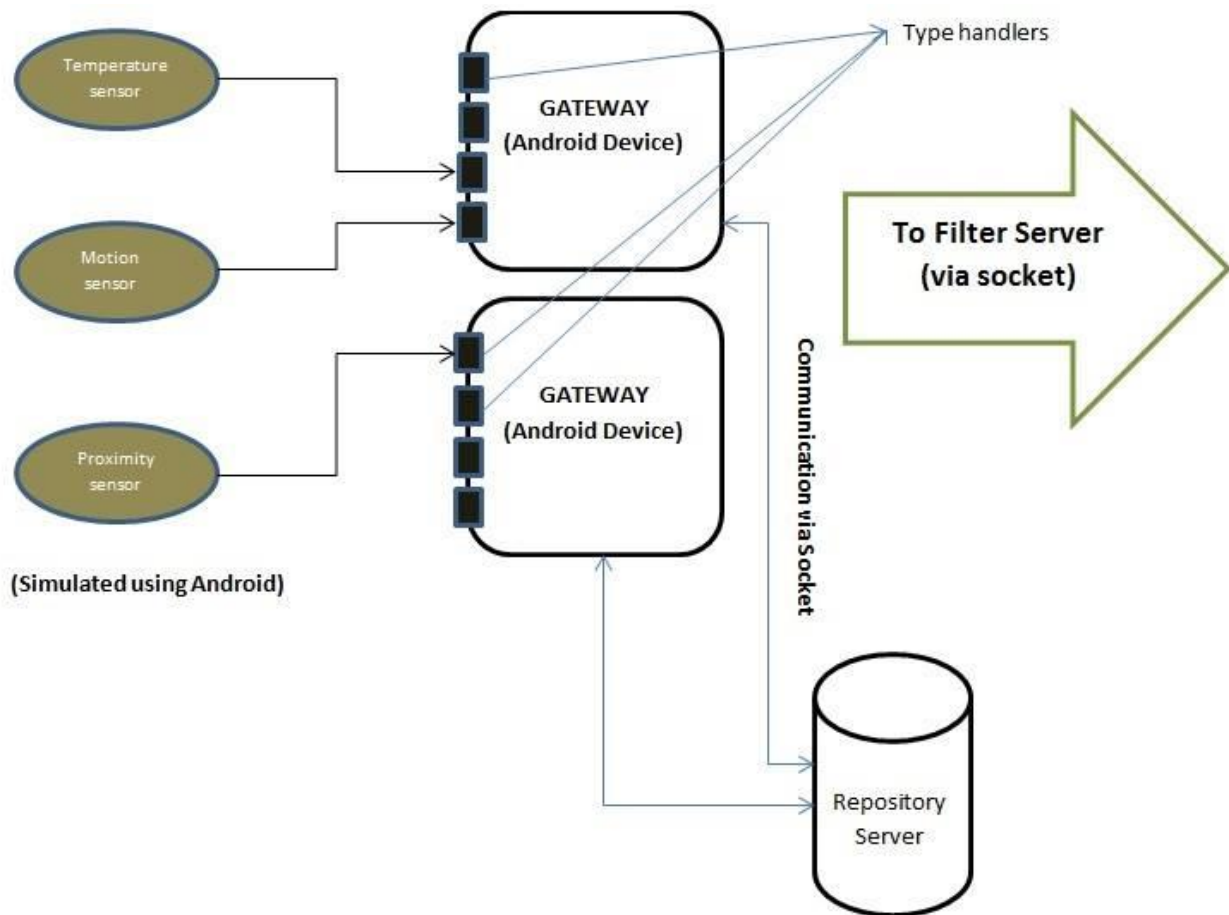 Temperature
sensor
Motion
sensor
Proximity
sensor
(Simulated using Android)
GATEWAY
(Android Device)
GATEWAY
(Android Device)
Type handlers
To Filter Server
(via socket)
Communication via Socket
Repository
Server